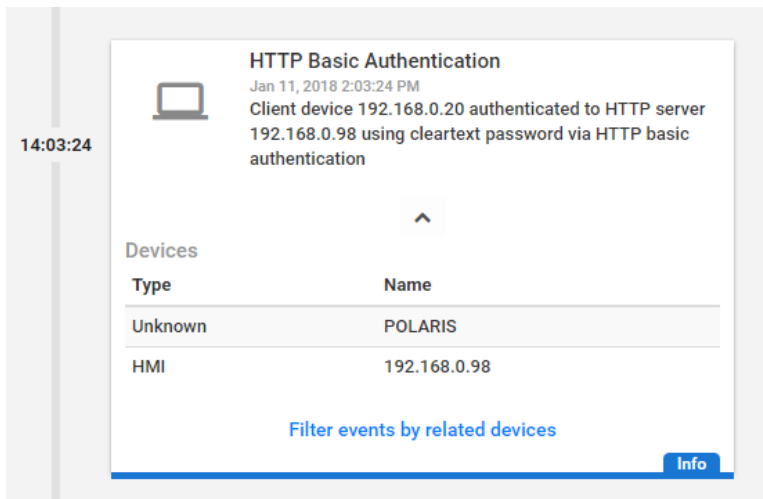 HTTP Basic Authentication
Jan 11, 2018 2:03:24 PM
Client device 192.168.0.20 authenticated to HTTP server
14:03:24
192.168.0.98 using cleartext password via HTTP basic
authentication
Devices
Type Name
Unknown POLARIS
HMI 192.168.0.98
Filter events by related devices
Info